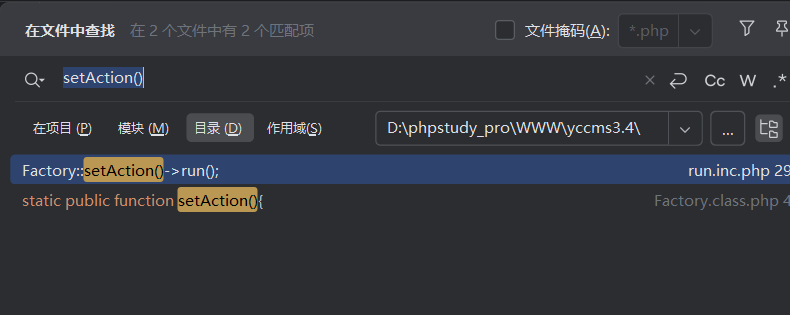 在文件中查找 在 2 个文件中有 2 个匹配项 文件掩码(A): *.php
setAction() Cc W .*
在项目 (P) 模块 (M) 目录 (D) 作用域(S) D:\phpstudy_pro\WWW\yccms3.4\ ...
Factory::setAction()->run(); run.inc.php 29
static public function setAction(){ Factory.class.php 4